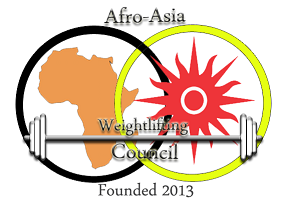 Afro-Asia
Weightlifting
Council
Founded 2013